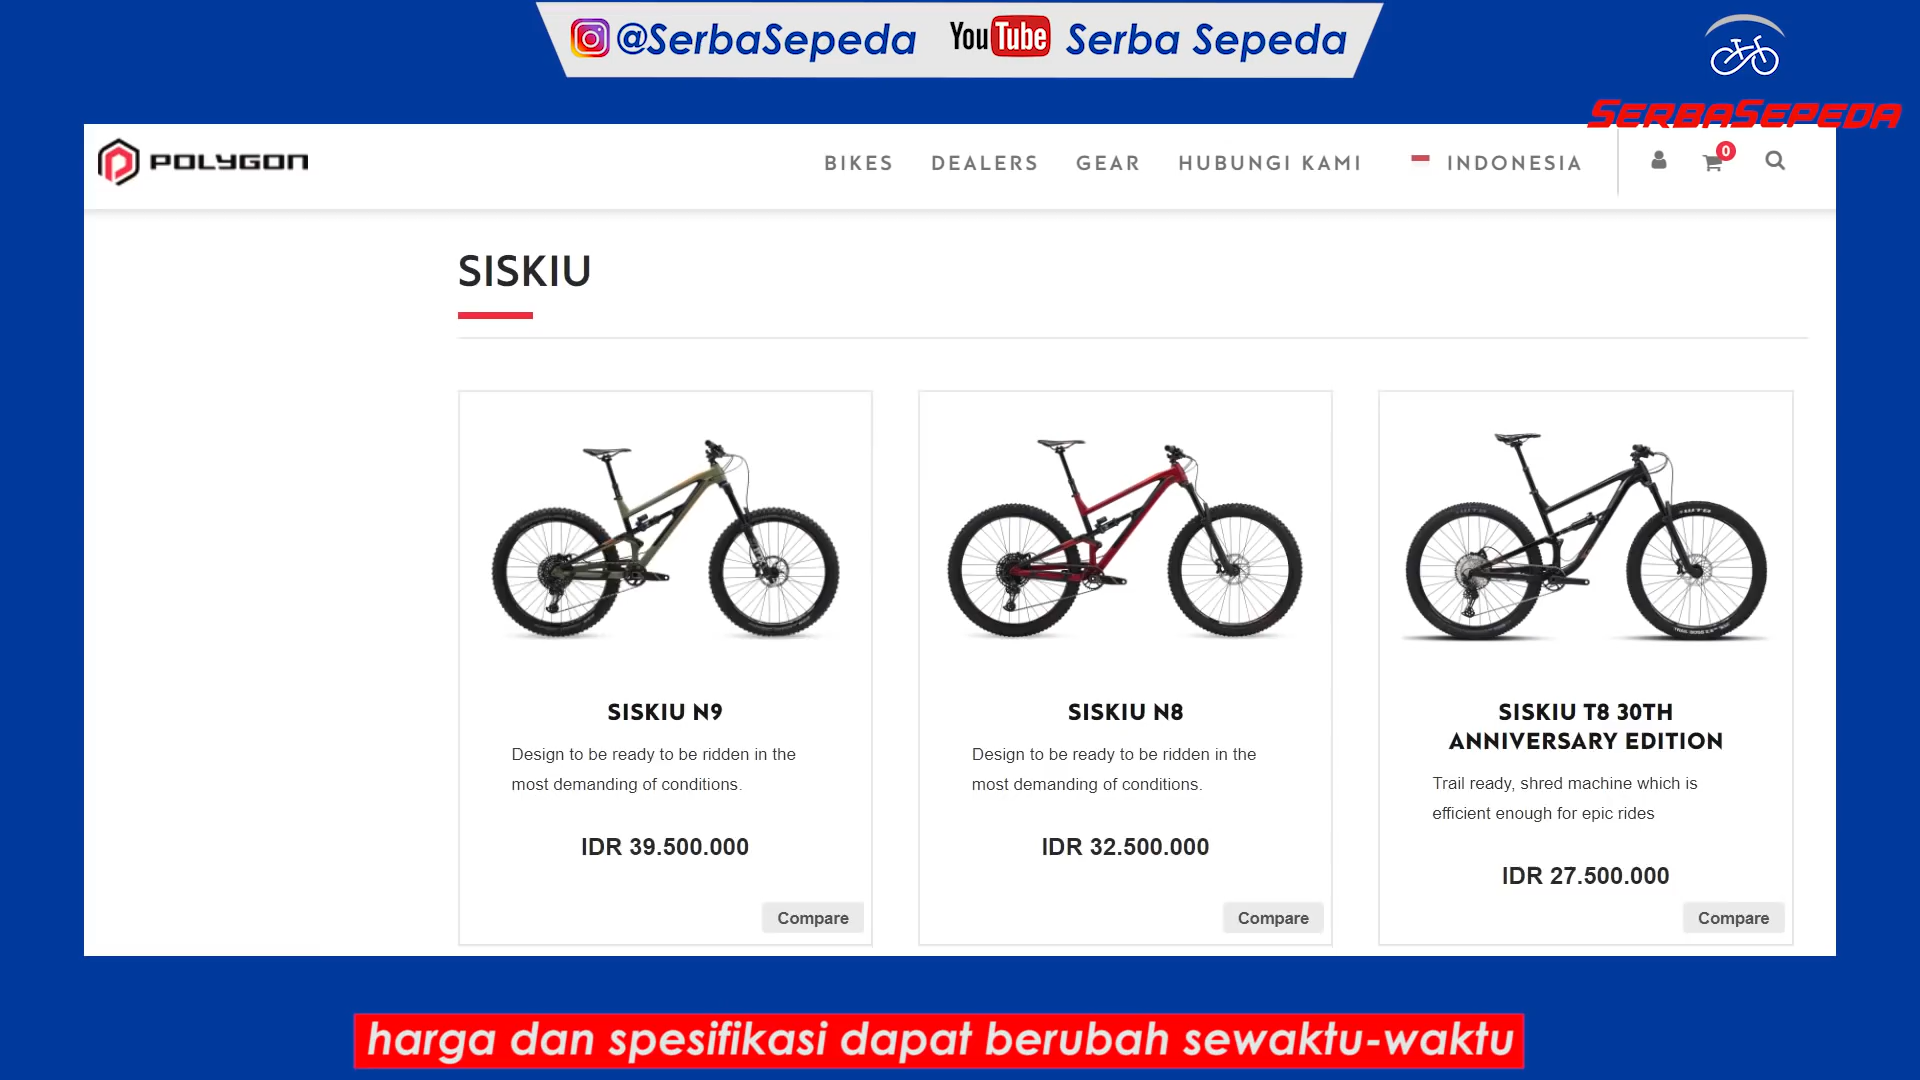 @SerbaSepeda YouTube Serba Sepeda
SERBASEPEDA
POLYGON BIKES DEALERS GEAR HUBUNGI KAMI INDONESIA 0
SISKIU
SISKIU N9
Design to be ready to be ridden in the
most demanding of conditions.
IDR 39.500.000
Compare
SISKIU N8
Design to be ready to be ridden in the
most demanding of conditions.
IDR 32.500.000
Compare
SISKIU T8 30TH
ANNIVERSARY EDITION
Trail ready, shred machine which is
efficient enough for epic rides
IDR 27.500.000
Compare
harga dan spesifikasi dapat berubah sewaktu-waktu